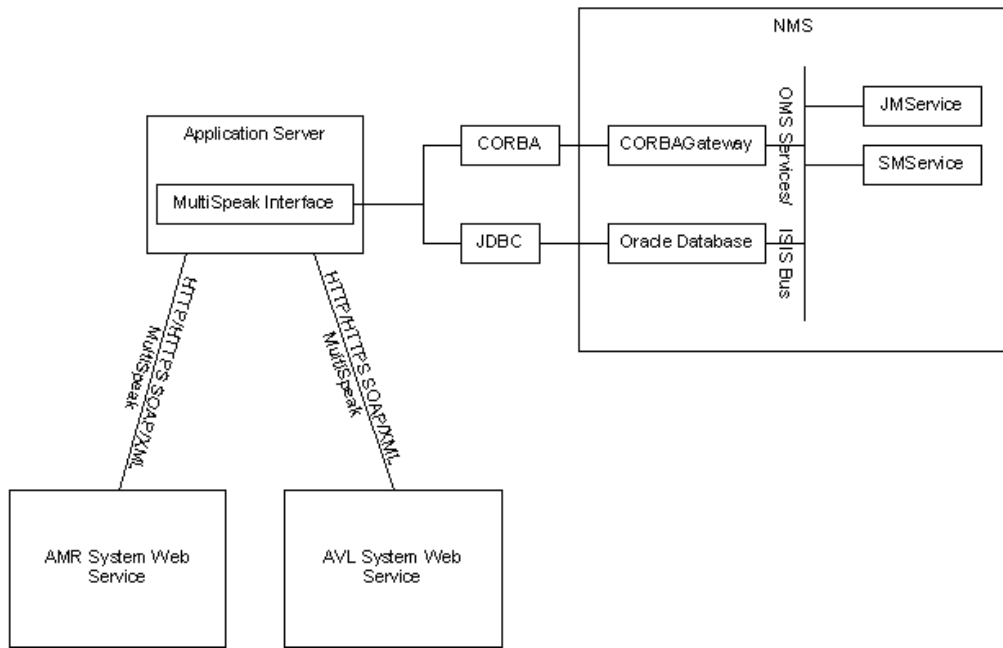 NMS
Application Server
MultiSpeak Interface
CORBA
JDBC
CORBAGateway
Oracle Database
OMS Services/ ISIS Bus
JMService
SMService
HTTP/HTTPS SOAP/XML
MultiSpeak
HTTP/HTTPS SOAP/XML
MultiSpeak
AMR System Web
Service
AVL System Web
Service